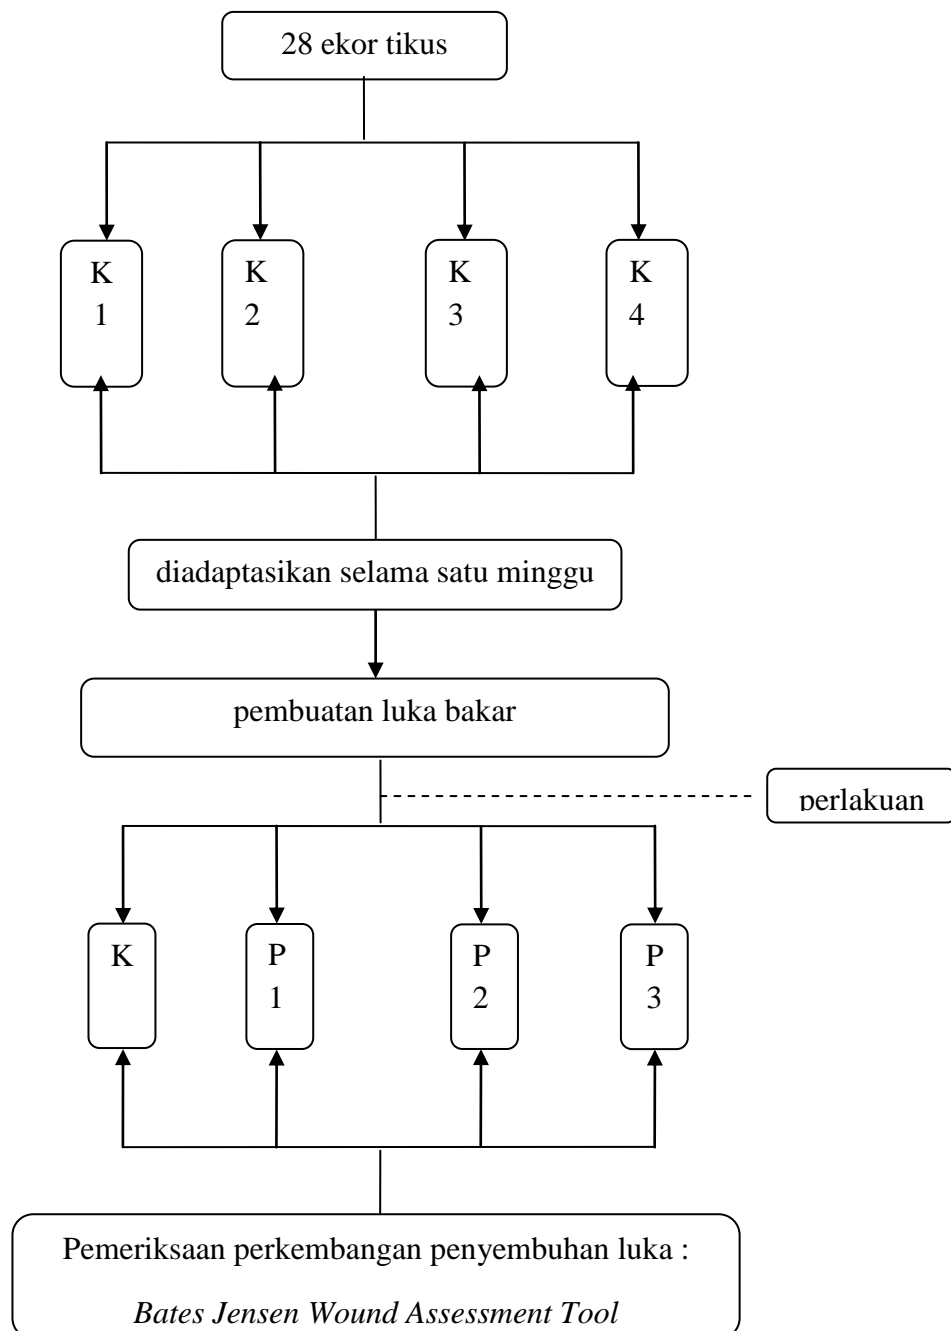 28 ekor tikus
K K K K
1 2 3 4
diadaptasikan selama satu minggu
pembuatan luka bakar
perlakuan
K P P P
1 2 3
Pemeriksaan perkembangan penyembuhan luka :
Bates Jensen Wound Assessment Tool